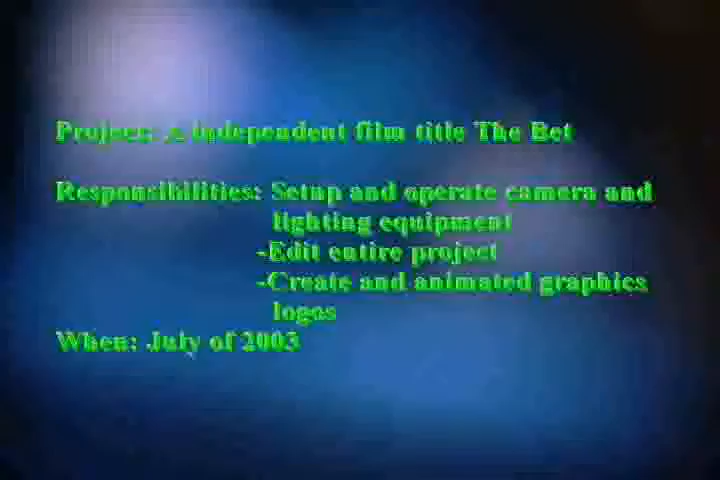 Project: A independent film title The Bet
Responsibilities: Setup and operate camera and
lighting equipment
-Edit entire project
-Create and animated graphics
logos
When: July of 2003